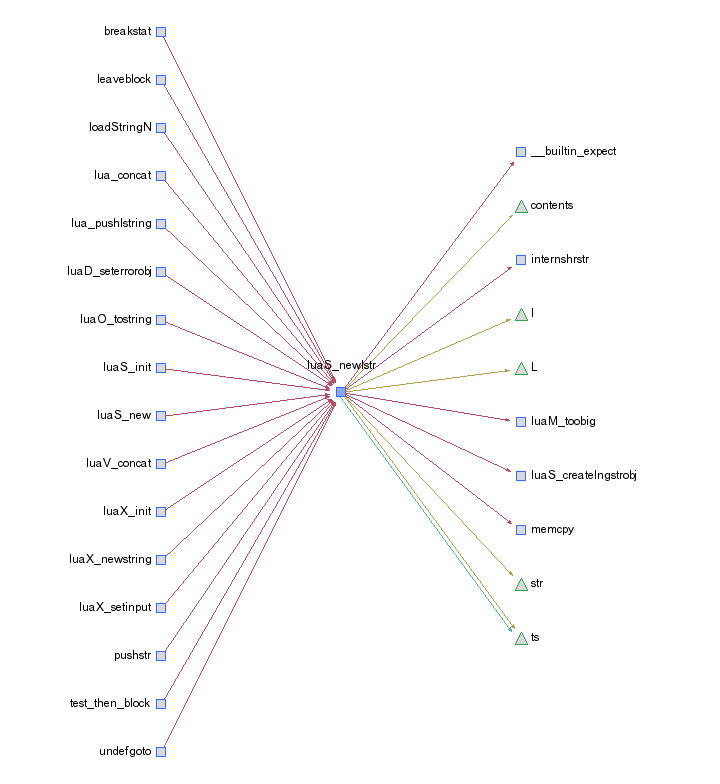 breakstat
leaveblock
loadStringN
lua_concat
lua_pushlstring
luaD_seterrorobj
luaO_tostring
luaS_init
luaS_new
luaV_concat
luaX_init
luaX_newstring
luaX_setinput
pushstr
test_then_block
undefgoto
luaS_newlstr
__builtin_expect
contents
internshrstr
l
L
luaM_toobig
luaS_createlngstrobj
memcpy
str
ts